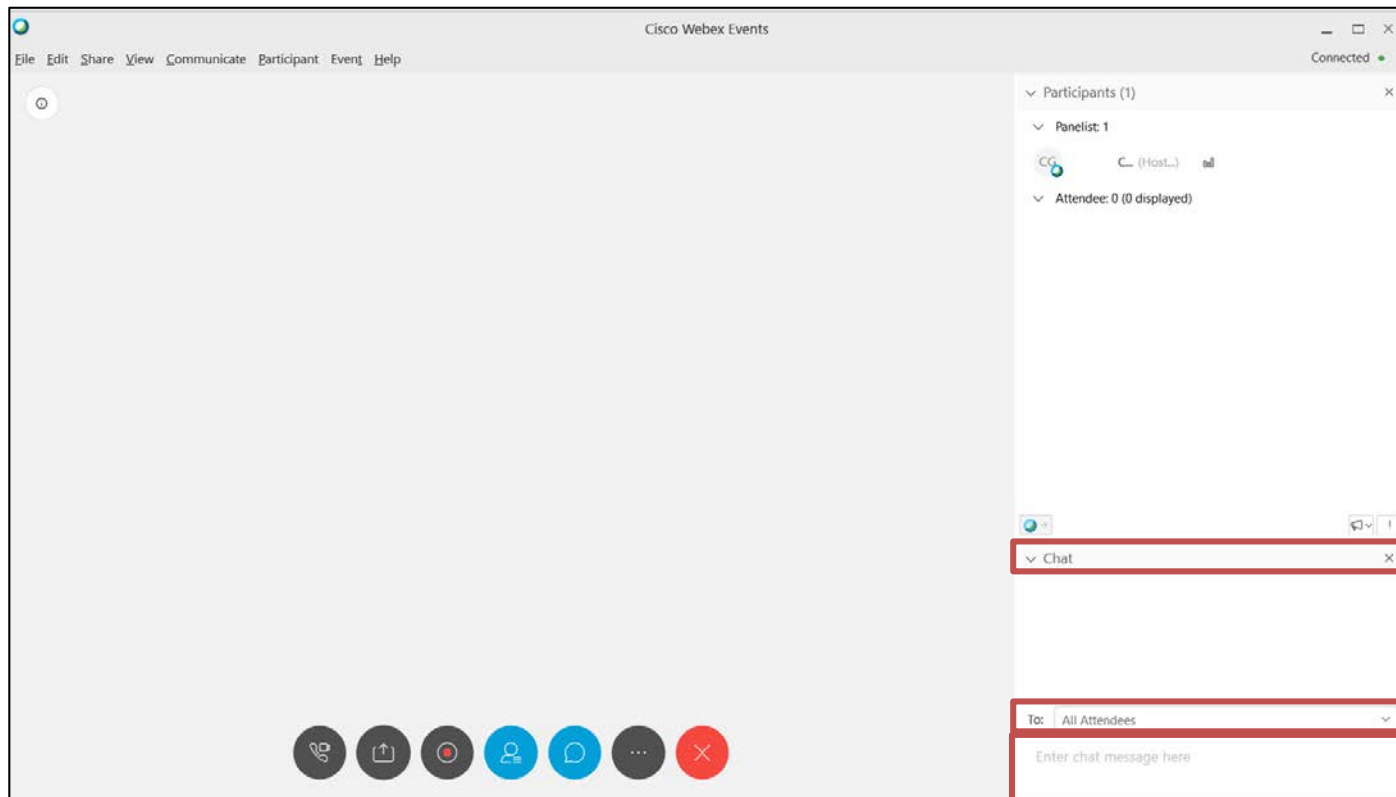 Cisco Webex Events
File Edit Share View Communicate Participant Event Help
Connected
Participants (1)
Panelist: 1
CG C... (Host...)
Attendee: 0 (0 displayed)
Chat
To: All Attendees
Enter chat message here